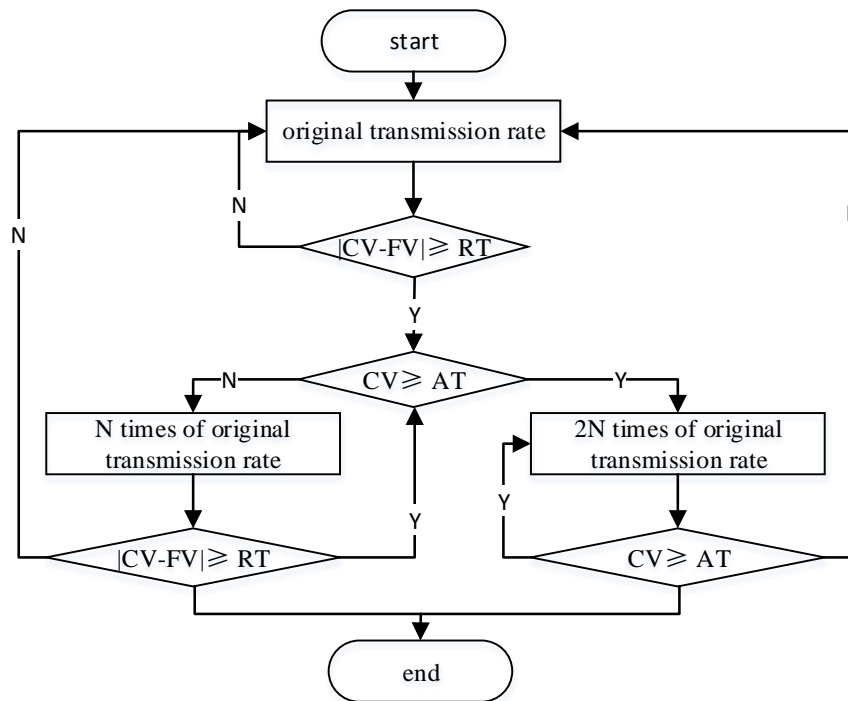 start
original transmission rate
N
|CV-FV|≥ RT
N
Y
CV≥ AT
N
Y
N times of original
transmission rate
2N times of original
transmission rate
Y
Y
|CV-FV|≥ RT
CV≥ AT
end